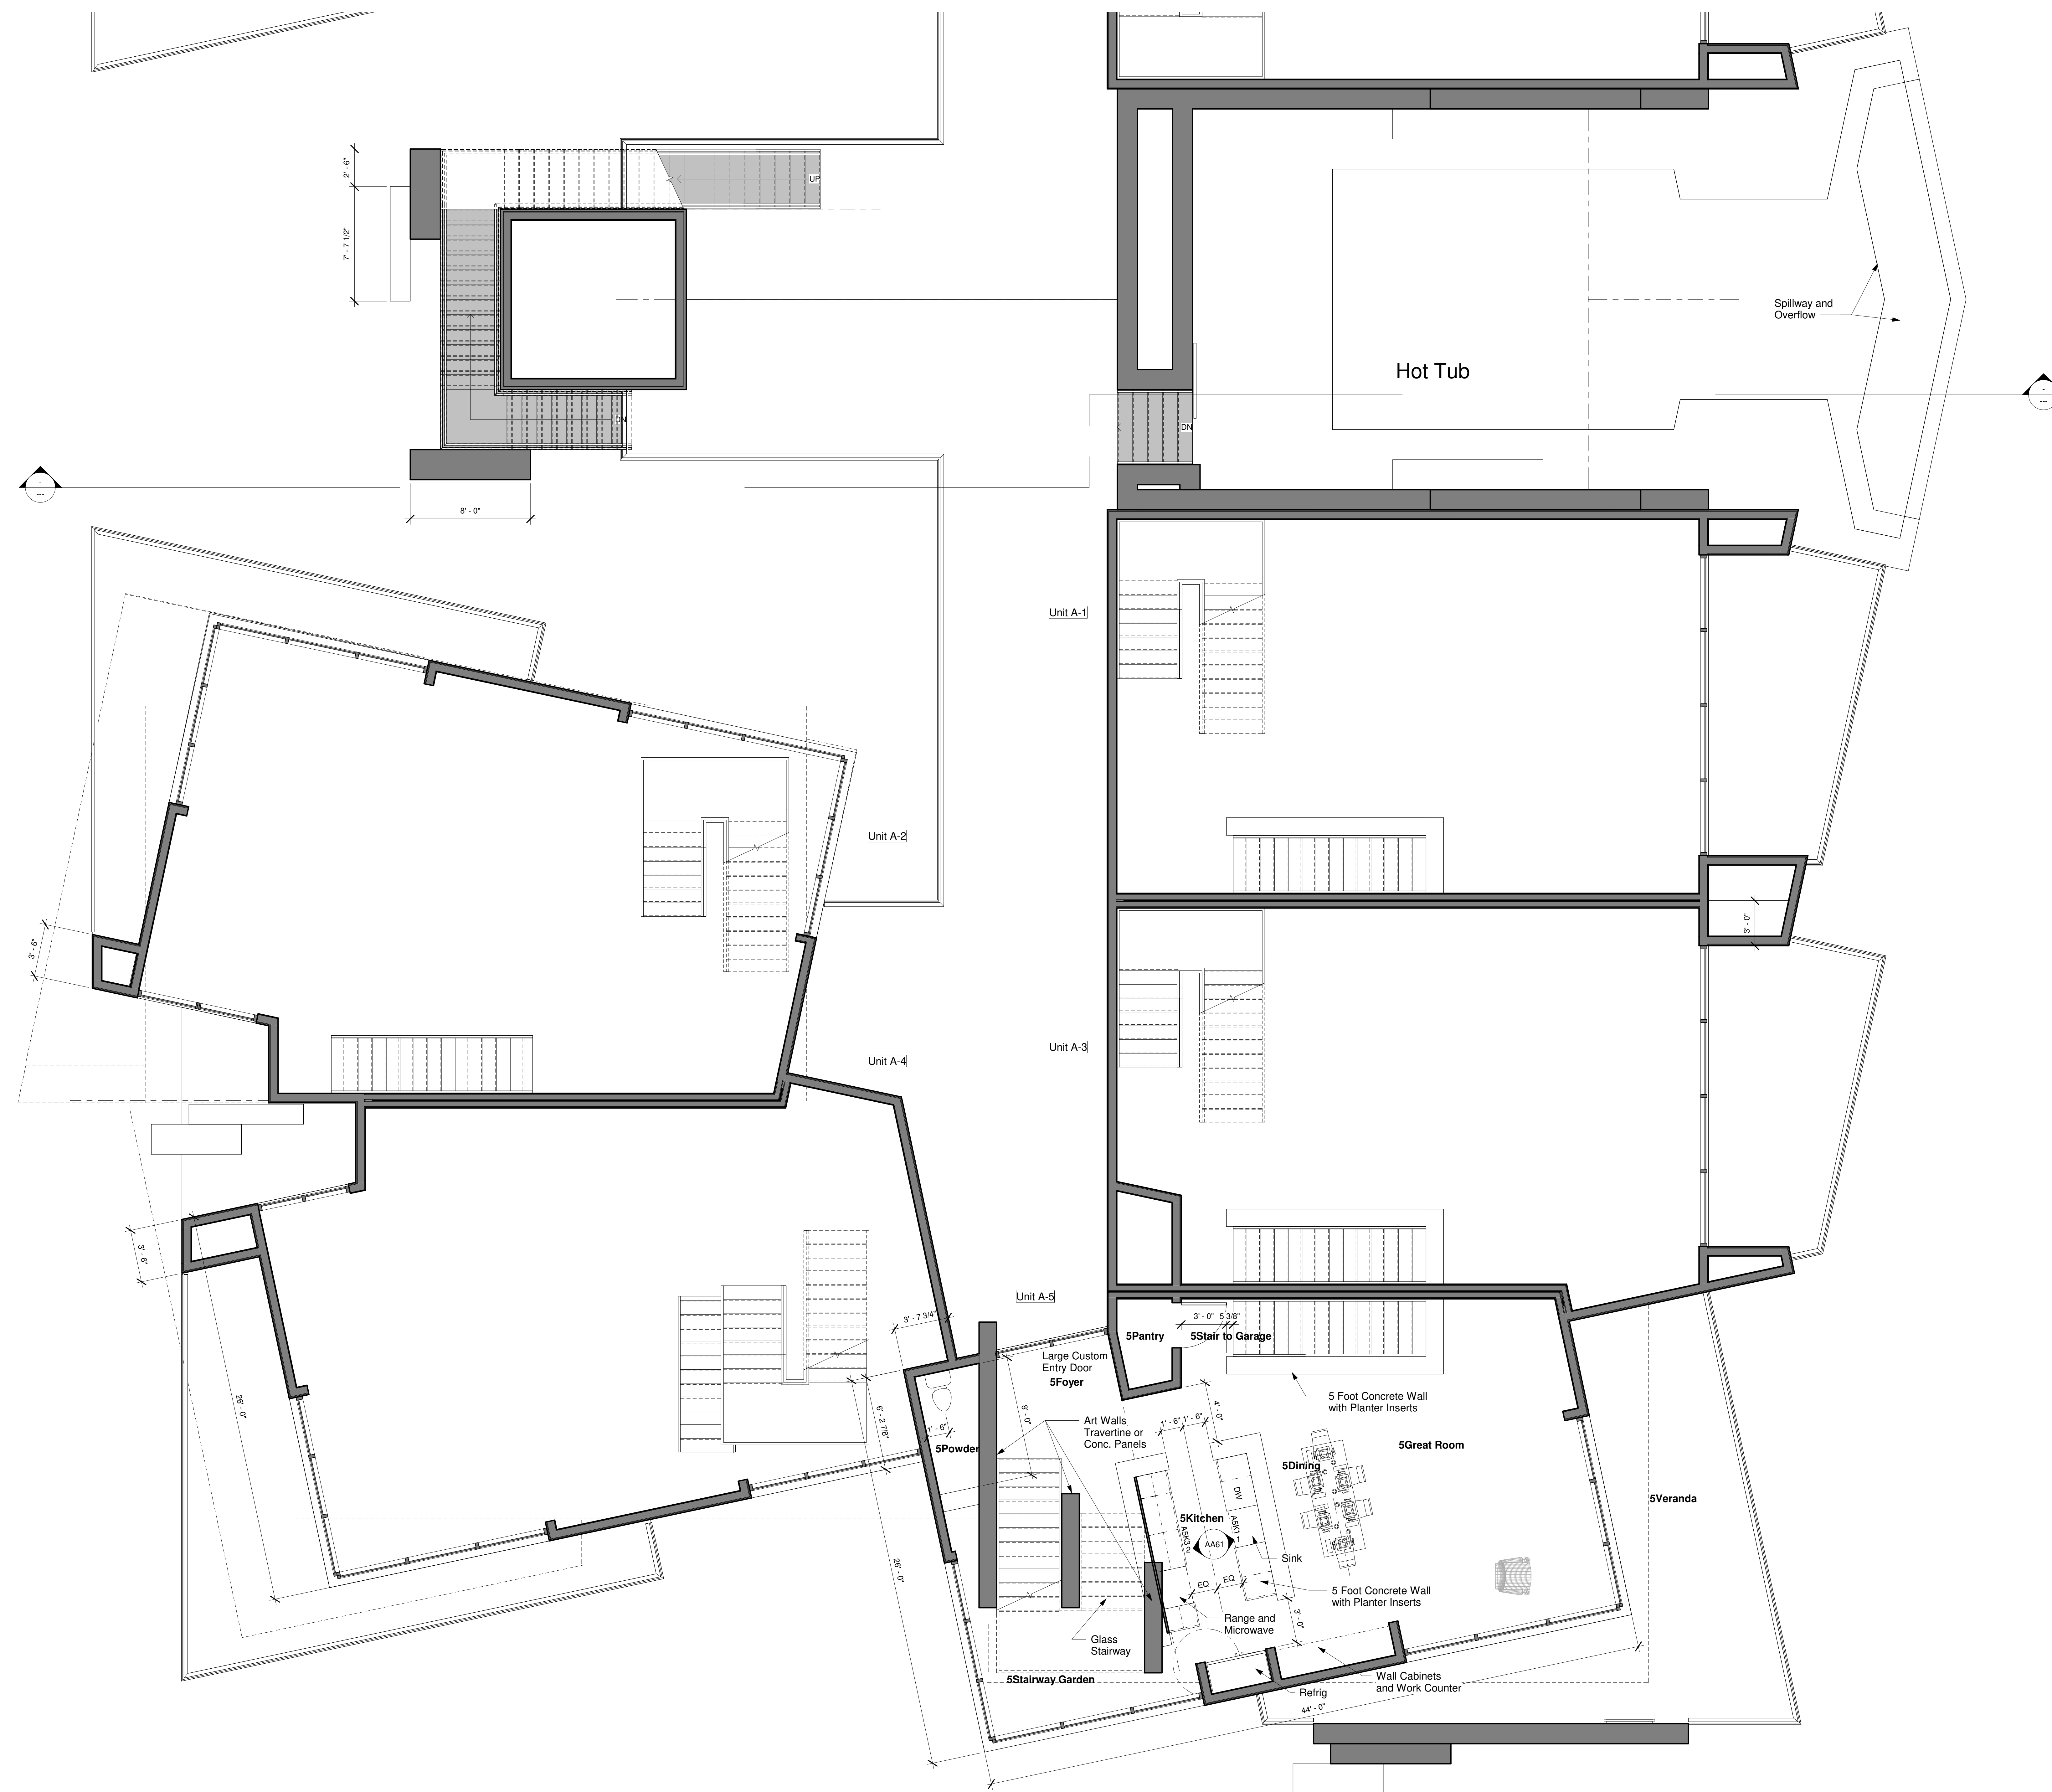 UP
2' - 6"
7' - 7 1/2"
Spillway and
Overflow
Hot Tub
-
---
DN
DN
-
---
8' - 0"
Unit A-1
Unit A-2
3' - 0"
3' - 6"
Unit A-3
Unit A-4
3' - 6"
Unit A-5
3' - 7 3/4"
3' - 0"
5 3/8"
5Pantry
5Stair to Garage
Large Custom
Entry Door
5Foyer
5 Foot Concrete Wall
with Planter Inserts
26' - 0"
6' - 2 7/8"
8' - 0"
4' - 0"
1' - 6"
Art Walls
Travertine or
Conc. Panels
1' - 6"
1' - 6"
5Powder
5Great Room
5Dining
DW
5Veranda
5Kitchen
A5K3
2
A5K1
1
AA61
Sink
26' - 0"
EQ
EQ
5 Foot Concrete Wall
with Planter Inserts
3' - 0"
Range and
Microwave
Glass
Stairway
5Stairway Garden
Wall Cabinets
and Work Counter
Refrig
44' - 0"